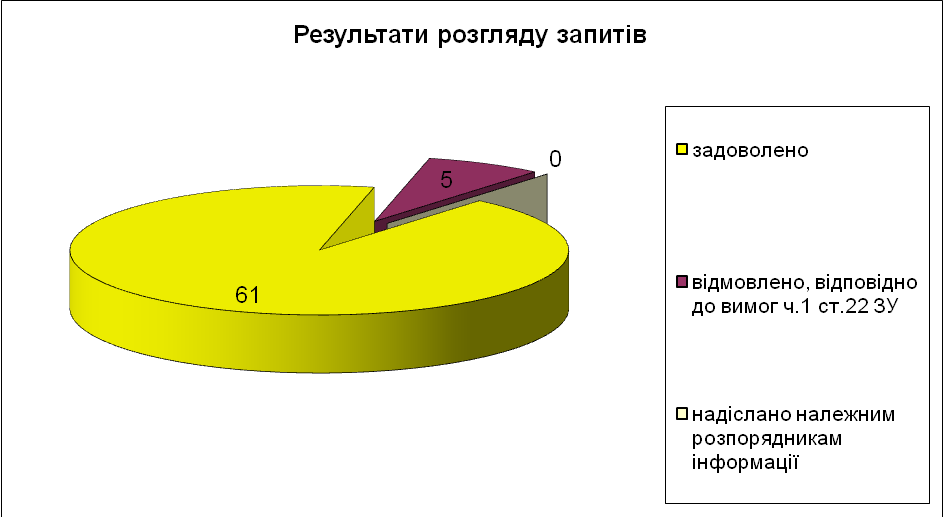 Результати розгляду запитів
0
5
61
задоволено
відмовлено, відповідно
до вимог ч.1 ст.22 ЗУ
надіслано належним
розпорядникам
інформації